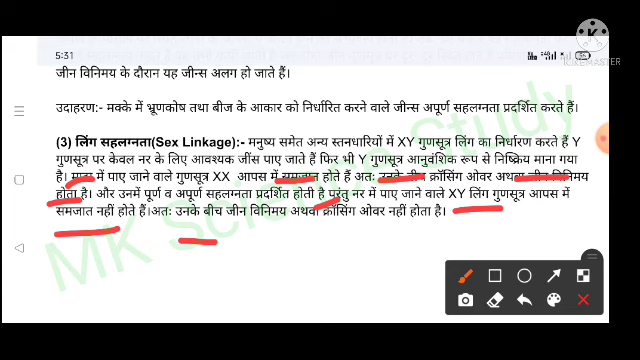 5:31
K
KINEMASTER
जीन विनिमय के दौरान यह जीन्स अलग हो जाते हैं।
उदाहरण:- मक्के में भ्रूणकोष तथा बीज के आकार को निर्धारित करने वाले जीन्स अपूर्ण सहलग्नता प्रदर्शित करते हैं।
(3) लिंग सहलग्नता(Sex Linkage):- मनुष्य समेत अन्य स्तनधारियों में XY गुणसूत्र लिंग का निर्धारण करते हैं Y
गुणसूत्र पर केवल नर के लिए आवश्यक जींस पाए जाते हैं फिर भी Y गुणसूत्र आनुवंशिक रूप से निष्क्रिय माना गया
है। मादा में पाए जाने वाले गुणसूत्र XX आपस में समजात होते हैं अतः उनके बीच क्रॉसिंग ओवर अथवा जीन विनिमय
होता है। और उनमें पूर्ण व अपूर्ण सहलग्नता प्रदर्शित होती है परंतु नर में पाए जाने वाले XY लिंग गुणसूत्र आपस में
समजात नहीं होते हैं।अतः उनके बीच जीन विनिमय अथवा क्रॉसिंग ओवर नहीं होता है।
MK Science Study